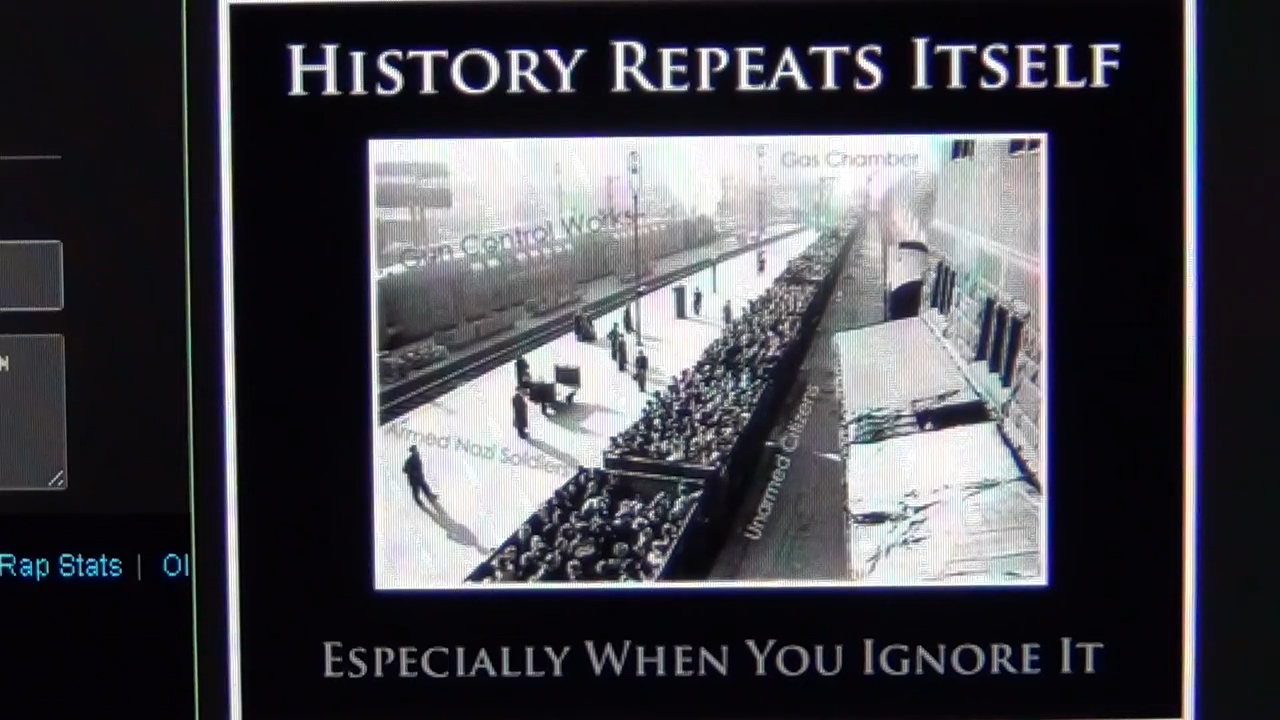 HISTORY REPEATS ITSELF
Gas Chamber
Gun Control Works
Armed Nazi Soldiers
Unarmed Citizens
Rap Stats |
ESPECIALLY WHEN YOU IGNORE IT